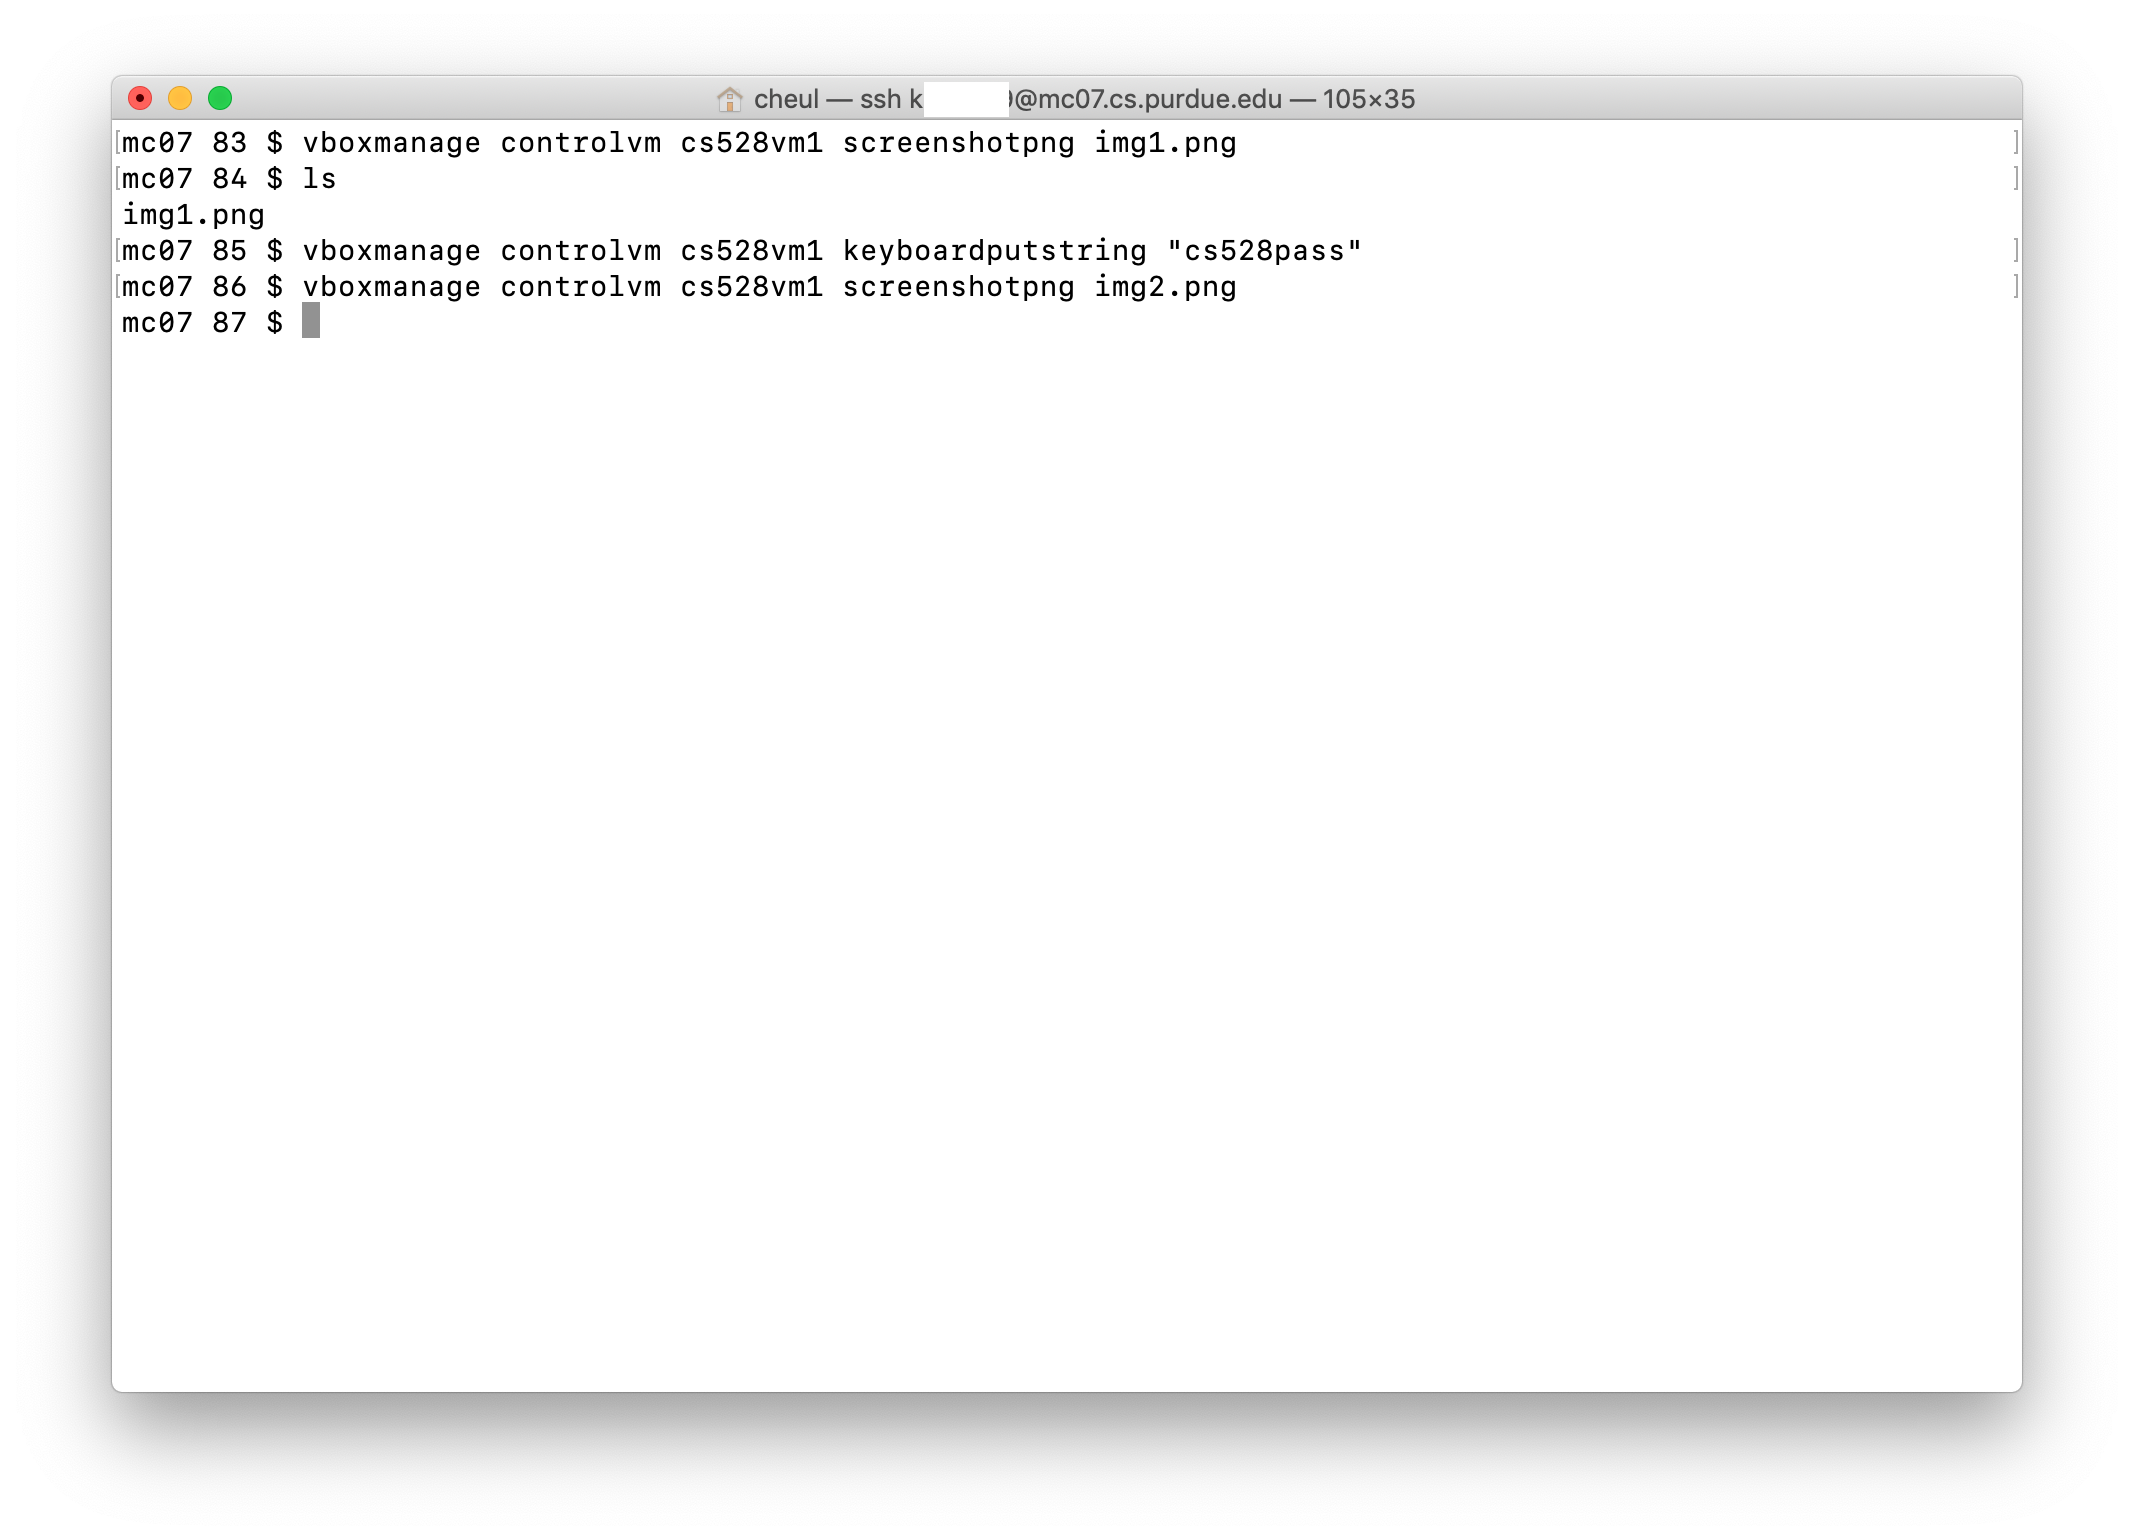 cheul — ssh k 9@mc07.cs.purdue.edu — 105×35
[mc07 83 $ vboxmanage controlvm cs528vm1 screenshotpng img1.png ]
[mc07 84 $ ls ]
img1.png
[mc07 85 $ vboxmanage controlvm cs528vm1 keyboardputstring "cs528pass" ]
[mc07 86 $ vboxmanage controlvm cs528vm1 screenshotpng img2.png ]
mc07 87 $